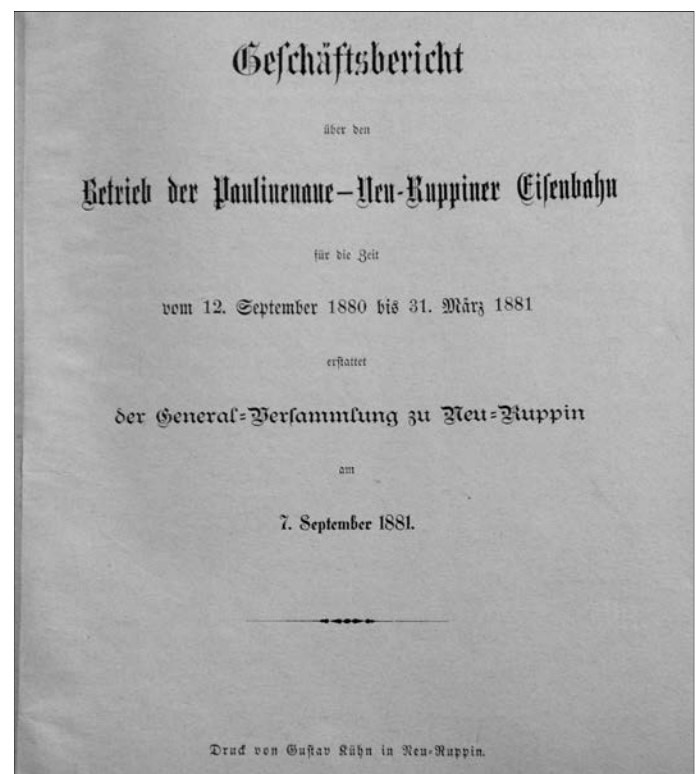 Geſchäftsbericht
über den
Betrieb der Paulinenaue—Neu-Ruppiner Eiſenbahn
für die Zeit
vom 12. September 1880 bis 31. März 1881
erſtattet
der General-Verſammlung zu Neu-Ruppin
am
7. September 1881.
Druck von Guſtav Kühn in Neu-Ruppin.